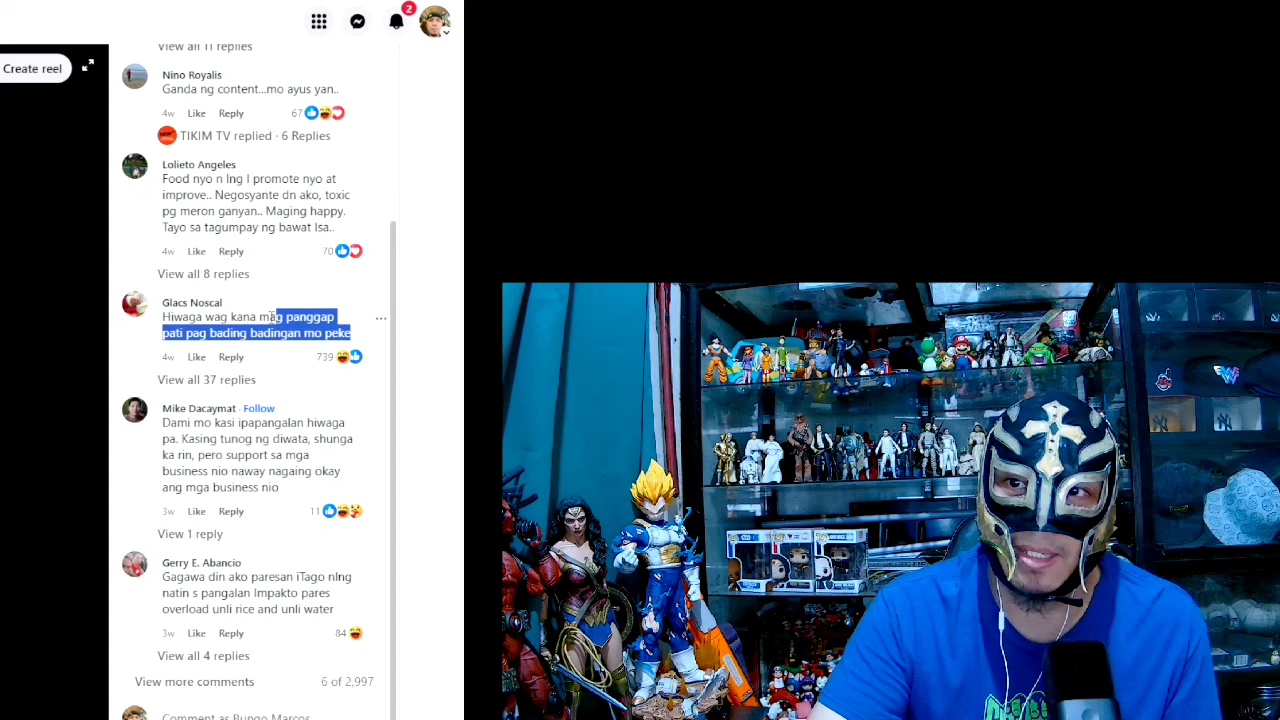 2
Create reel
View all 11 replies
Nino Royalis
Ganda ng content...mo ayus yan..
4w Like Reply 67
TIKIM TV replied · 6 Replies
Lolieto Angeles
Food nyo n lng I promote nyo at
improve.. Negosyante dn ako, toxic
pg meron ganyan.. Maging happy.
Tayo sa tagumpay ng bawat Isa..
4w Like Reply 70
View all 8 replies
Glacs Noscal
Hiwaga wag kana mag panggap
pati pag bading badingan mo peke
4w Like Reply 739
View all 37 replies
Mike Dacaymat · Follow
Dami mo kasi ipapangalan hiwaga
pa. Kasing tunog ng diwata, shunga
ka rin, pero support sa mga
business nio naway nagaing okay
ang mga business nio
3w Like Reply 11
View 1 reply
Gerry E. Abancio
Gagawa din ako paresan iTago nlng
natin s pangalan Impakto pares
overload unli rice and unli water
3w Like Reply 84
View all 4 replies
View more comments 6 of 2,997
Comment as Bungo Marcos